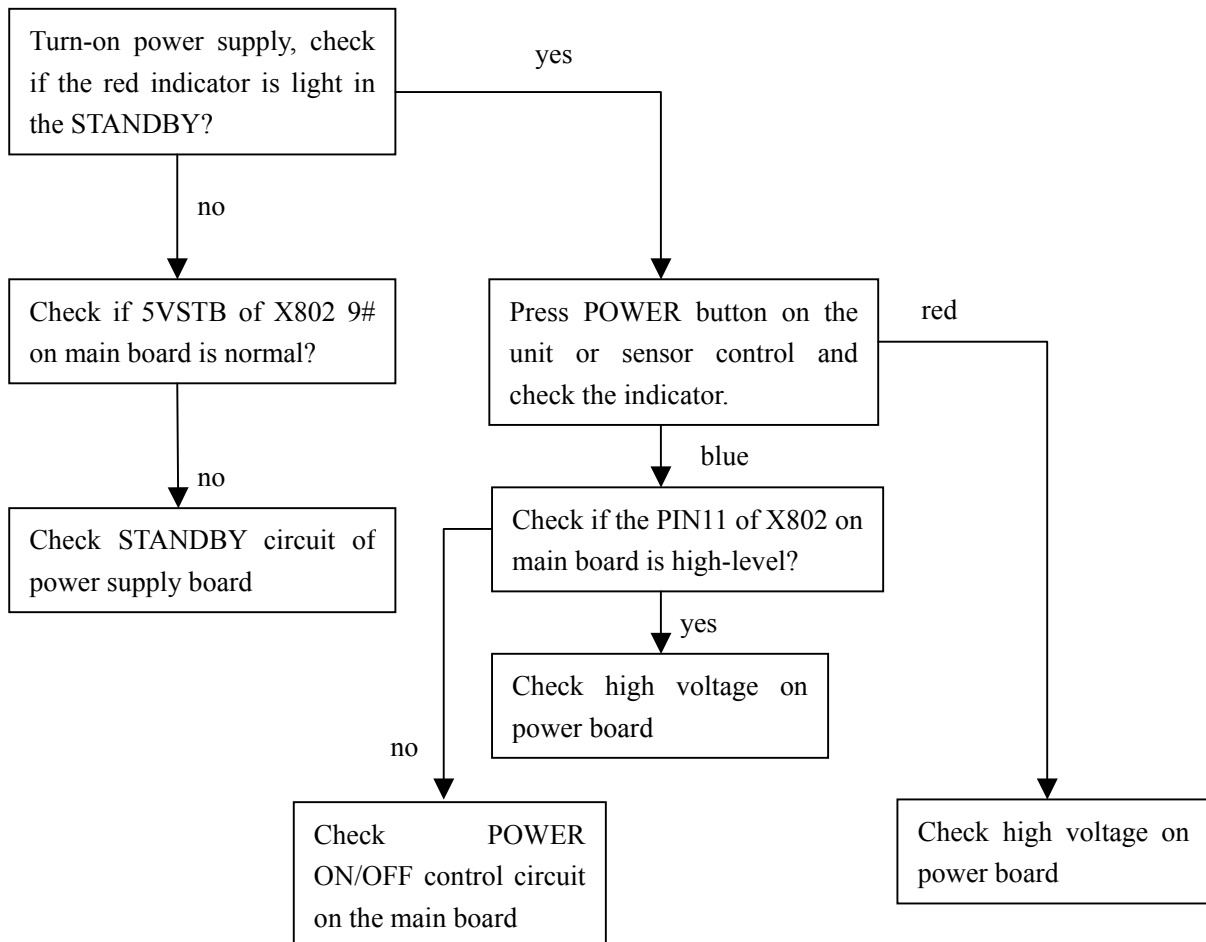 Turn-on power supply, check
if the red indicator is light in
the STANDBY?
yes
no
Check if 5VSTB of X802 9#
on main board is normal?
Press POWER button on the
unit or sensor control and
check the indicator.
red
blue
no
Check STANDBY circuit of
power supply board
Check if the PIN11 of X802 on
main board is high-level?
yes
Check high voltage on
power board
no
Check POWER
ON/OFF control circuit
on the main board
Check high voltage on
power board